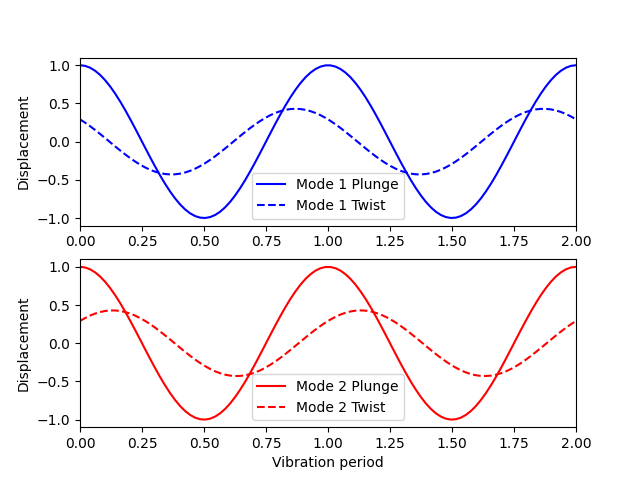 1.0
0.5
0.0
−0.5
−1.0
Displacement
Mode 1 Plunge
Mode 1 Twist
0.00 0.25 0.50 0.75 1.00 1.25 1.50 1.75 2.00
1.0
0.5
0.0
−0.5
−1.0
Displacement
Mode 2 Plunge
Mode 2 Twist
0.00 0.25 0.50 0.75 1.00 1.25 1.50 1.75 2.00
Vibration period